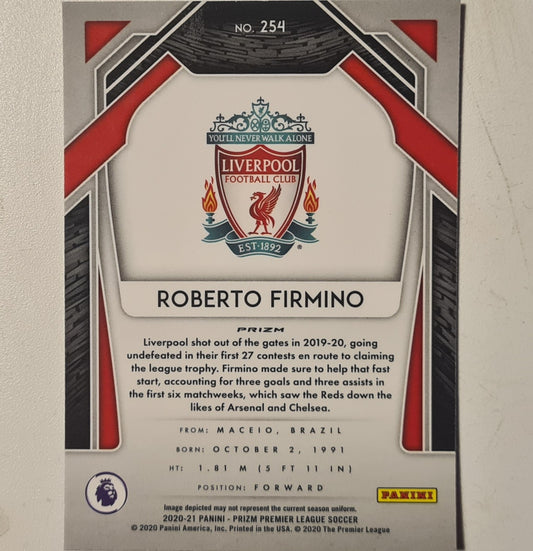 NO. 254
YOU'LL NEVER WALK ALONE
LIVERPOOL
FOOTBALL CLUB
EST·1892
®
ROBERTO FIRMINO
PRIZM
Liverpool shot out of the gates in 2019-20, going
undefeated in their first 27 contests en route to claiming
the league trophy. Firmino made sure to help that fast
start, accounting for three goals and three assists in
the first six matchweeks, which saw the Reds down the
likes of Arsenal and Chelsea.
FROM: MACEIO, BRAZIL
BORN: OCTOBER 2, 1991
HT: 1.81 M (5 FT 11 IN)
POSITION: FORWARD
PANINI
Image depicted may not represent the current season uniform.
2020-21 PANINI - PRIZM PREMIER LEAGUE SOCCER
© 2020 Panini America, Inc. Printed in the USA. © 2020 The Premier League